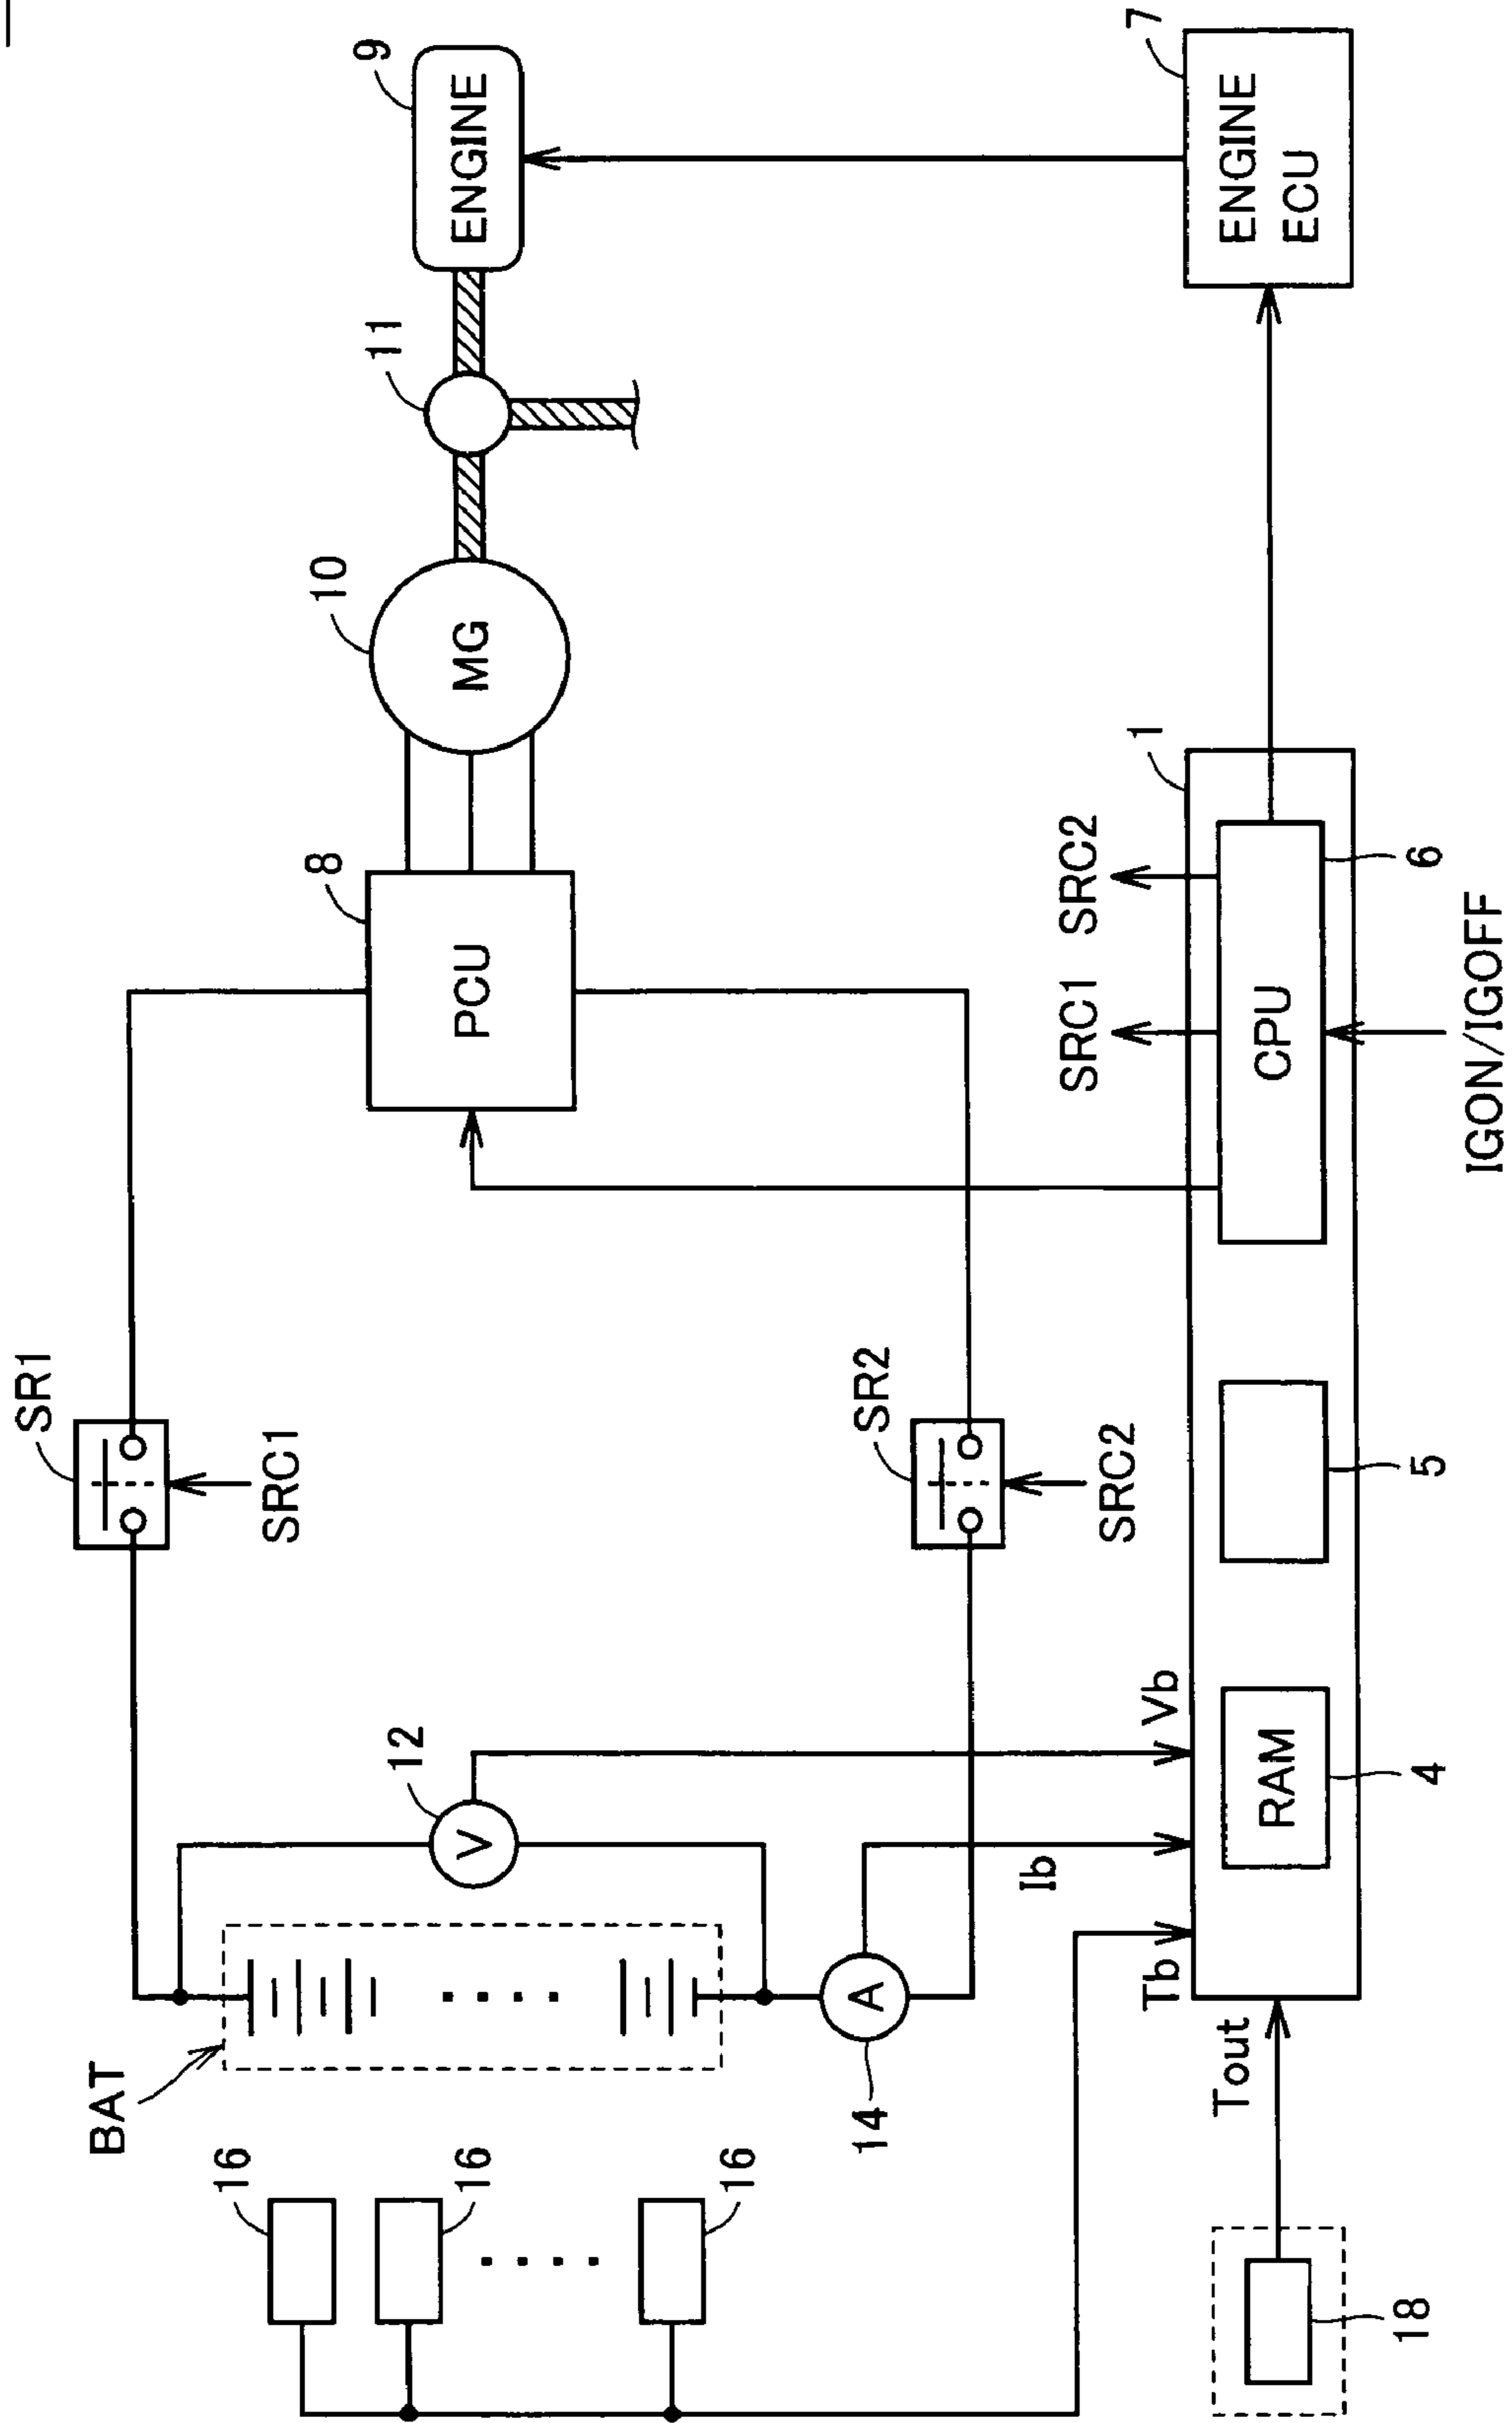 SR1
SRC1
BAT
16
16
16
12
V
8
PCU
10
MG
11
9
ENGINE
SR2
SRC2
14
A
Ib
SRC1
SRC2
1
7
Tb
Vb
Tout
RAM
CPU
ENGINE
ECU
18
4
5
6
IGON/IGOFF